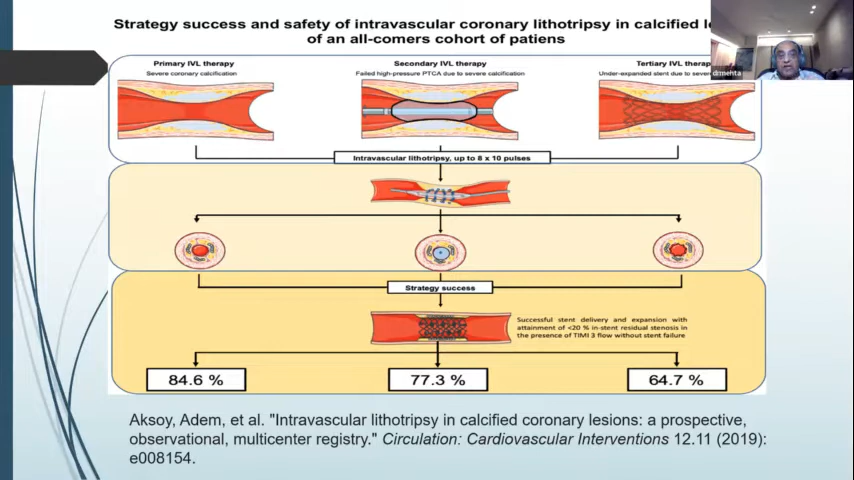 Strategy success and safety of intravascular coronary lithotripsy in calcified
of an all-comers cohort of patiens
drmehta
Primary IVL therapy
Severe coronary calcification
Secondary IVL therapy
Failed high-pressure PTCA due to severe calcification
Tertiary IVL
Under-expanded stent due to
Intravascular lithotripsy, up to 8 x 10 pulses
Strategy success
Successful stent delivery and expansion with
attainment of <20 % in-stent residual stenosis in
the presence of TIMI 3 flow without stent failure
84.6 %
77.3 %
64.7 %
Aksoy, Adem, et al. "Intravascular lithotripsy in calcified coronary lesions: a prospective,
observational, multicenter registry." Circulation: Cardiovascular Interventions 12.11 (2019):
e008154.